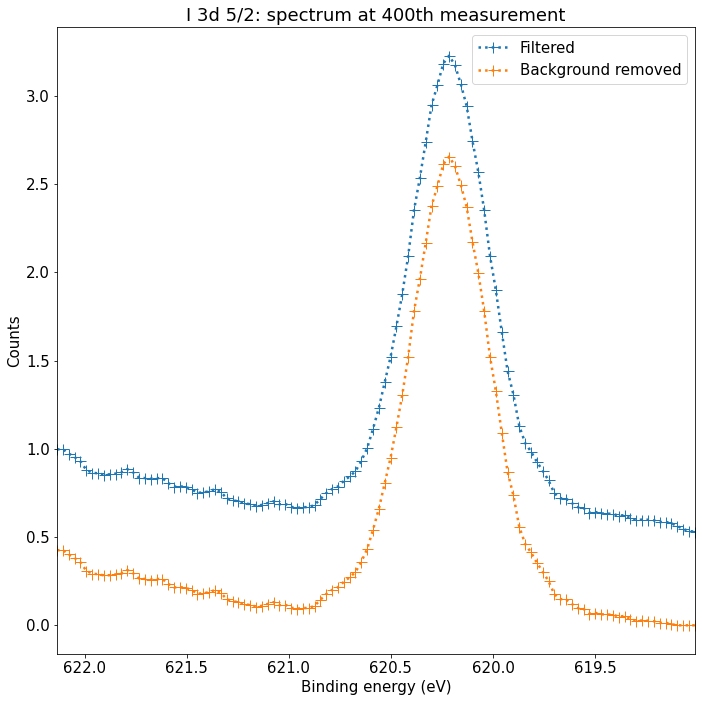 I 3d 5/2: spectrum at 400th measurement
Filtered
Background removed
Counts
3.0
2.5
2.0
1.5
1.0
0.5
0.0
622.0 621.5 621.0 620.5 620.0 619.5
Binding energy (eV)